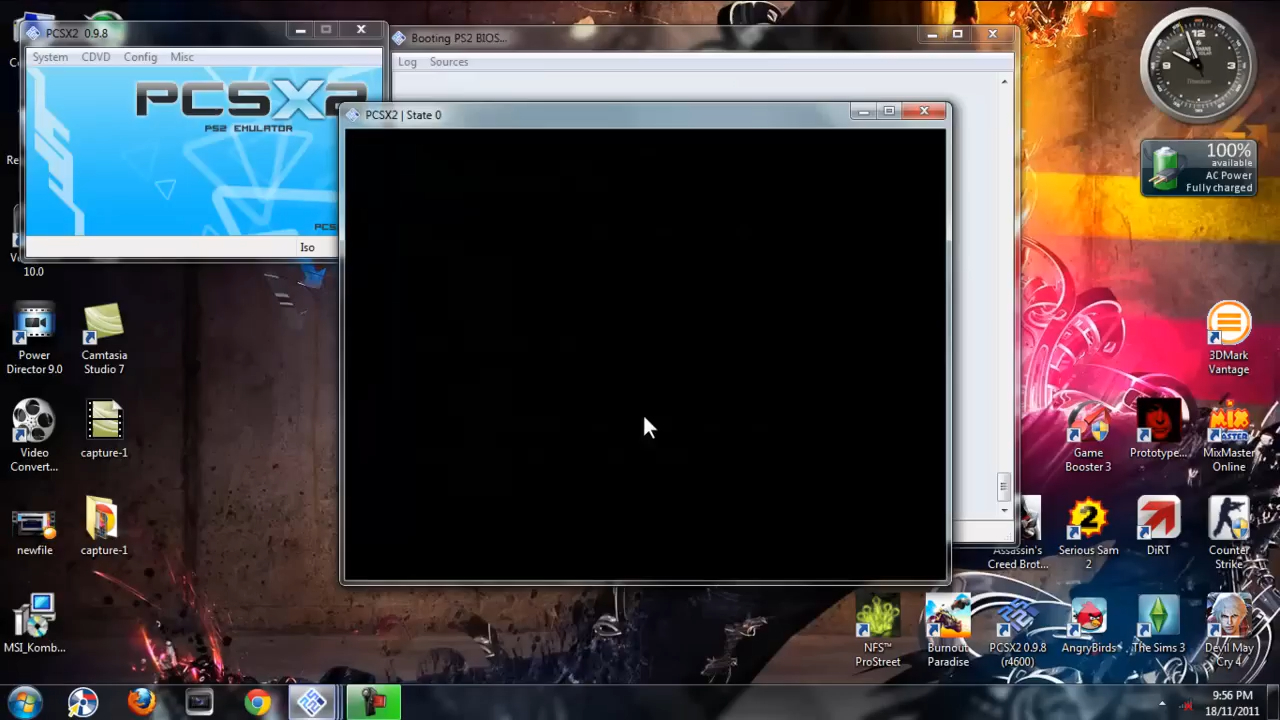 PCSX2 0.9.8
System CDVD Config Misc
PCSX2
PS2 EMULATOR
Iso
Booting PS2 BIOS...
Log Sources
PCSX2 | State 0
12
3
9
100%
available
AC Power
Fully charged
10.0
Power
Director 9.0
Camtasia
Studio 7
Video
Convert...
capture-1
newfile
capture-1
MSI_Komb...
3DMark
Vantage
Game
Booster 3
Prototype...
MixMaster
Online
Assassin's
Creed Brot...
Serious Sam
2
DiRT
Counter
Strike
NFS™
ProStreet
Burnout
Paradise
PCSX2 0.9.8
(r4600)
AngryBirds
The Sims 3
Devil May
Cry 4
9:56 PM
18/11/2011